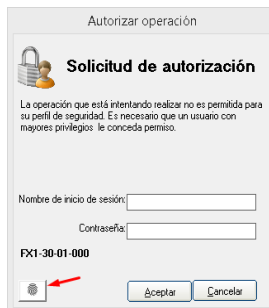 Autorizar operación
Solicitud de autorización
La operación que está intentando realizar no es permitida para
su perfil de seguridad. Es necesario que un usuario con
mayores privilegios le conceda permiso.
Nombre de inicio de sesión:
Contraseña:
FX1-30-01-000
Aceptar
Cancelar